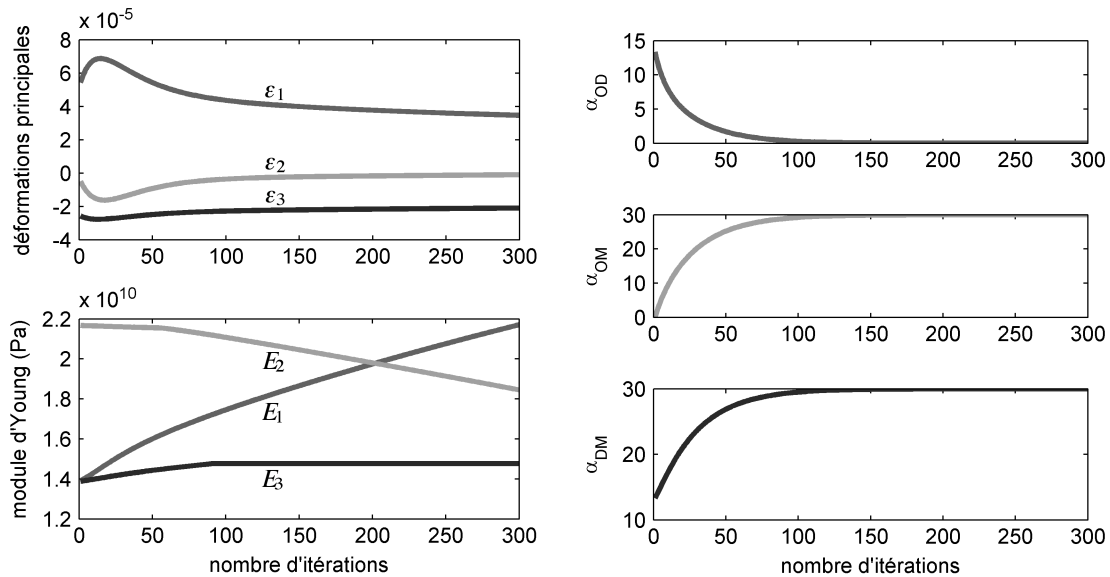 x 10-5
déformations principales
8
6
4
2
0
-2
-4
ε1
ε2
ε3
0 50 100 150 200 250 300
x 1010
module d'Young (Pa)
2.2
2
1.8
1.6
1.4
1.2
E2
E1
E3
0 50 100 150 200 250 300
nombre d'itérations
αOD
15
10
5
0
0 50 100 150 200 250 300
αOM
30
20
10
0
0 50 100 150 200 250 300
αDM
30
20
10
0 50 100 150 200 250 300
nombre d'itérations